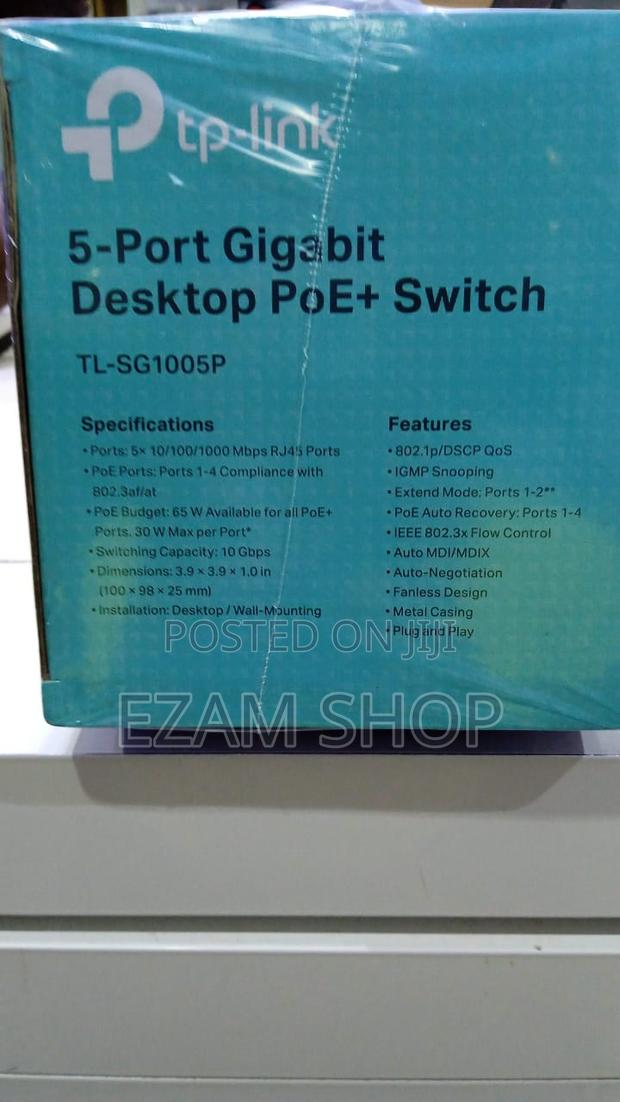 tp-link
5-Port Gigabit
Desktop PoE+ Switch
TL-SG1005P
Specifications
• Ports: 5× 10/100/1000 Mbps RJ45 Ports
• PoE Ports: Ports 1-4 Compliance with
802.3af/at
• PoE Budget: 65 W Available for all PoE+
Ports. 30 W Max per Port*
• Switching Capacity: 10 Gbps
• Dimensions: 3.9 × 3.9 × 1.0 in
(100 × 98 × 25 mm)
• Installation: Desktop / Wall-Mounting
Features
• 802.1p/DSCP QoS
• IGMP Snooping
• Extend Mode: Ports 1-2**
• PoE Auto Recovery: Ports 1-4
• IEEE 802.3x Flow Control
• Auto MDI/MDIX
• Auto-Negotiation
• Fanless Design
• Metal Casing
• Plug and Play
POSTED ON JIJI
EZAM SHOP